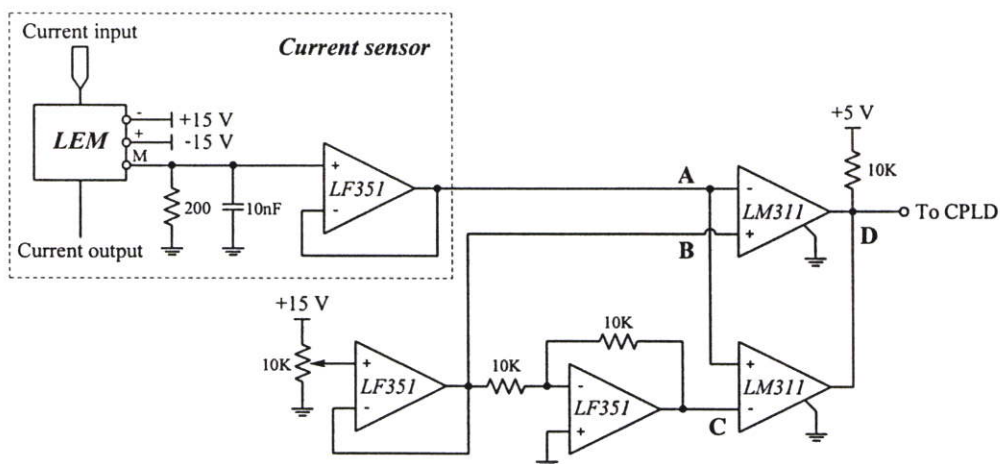 Current input
Current sensor
-
+15 V
LEM
+
-15 V
M
+
LF351
-
200
10nF
Current output
A
-
LM311
+
B
+5 V
10K
To CPLD
D
+15 V
10K
+
LF351
-
10K
10K
-
LF351
+
C
+
LM311
-